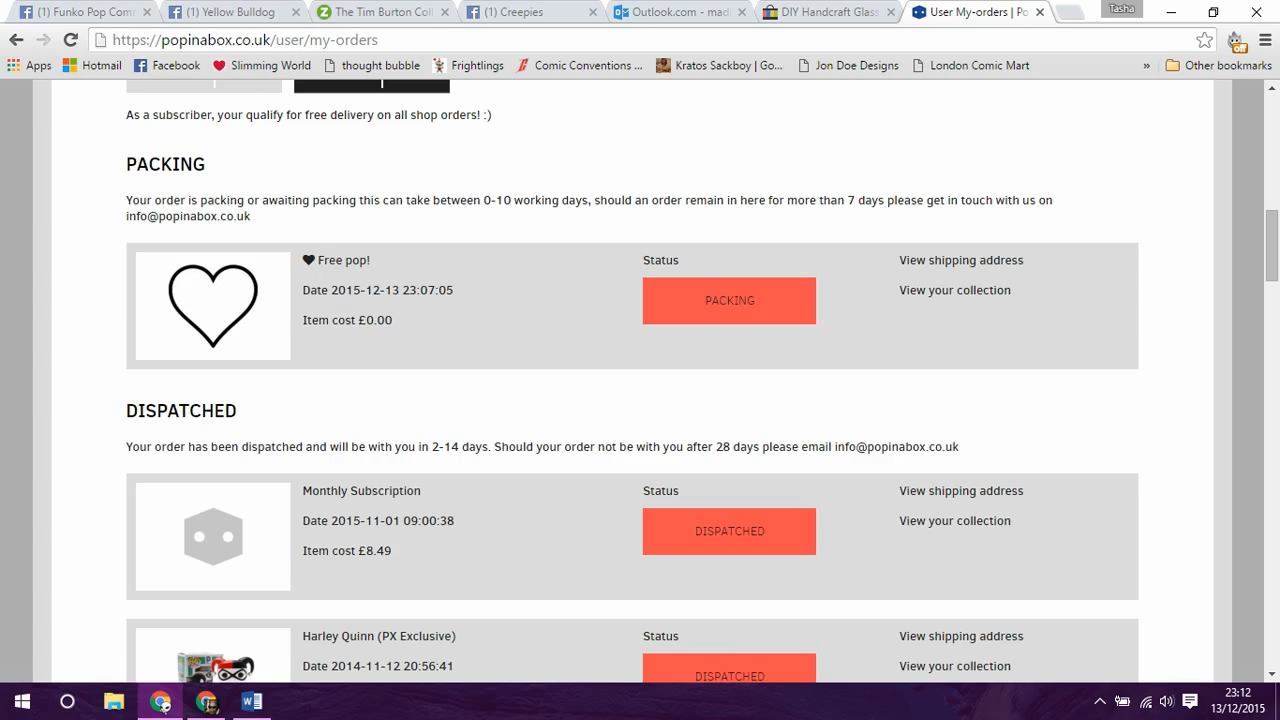 (1) Funko Pop Com
(1) Yellow Bulldog
The Tim Burton Coll
(1) Creepies
Outlook.com - madl
DIY Handcraft Glass
User My-orders | Po
Tasha
https://popinabox.co.uk/user/my-orders
off
Apps Hotmail Facebook Slimming World thought bubble Frightlings Comic Conventions ... Kratos Sackboy | Go... Jon Doe Designs London Comic Mart » Other bookmarks
As a subscriber, your qualify for free delivery on all shop orders! :)
PACKING
Your order is packing or awaiting packing this can take between 0-10 working days, should an order remain in here for more than 7 days please get in touch with us on
info@popinabox.co.uk
Free pop! Status View shipping address
Date 2015-12-13 23:07:05 PACKING View your collection
Item cost £0.00
DISPATCHED
Your order has been dispatched and will be with you in 2-14 days. Should your order not be with you after 28 days please email info@popinabox.co.uk
Monthly Subscription Status View shipping address
Date 2015-11-01 09:00:38 DISPATCHED View your collection
Item cost £8.49
Harley Quinn (PX Exclusive) Status View shipping address
Date 2014-11-12 20:56:41 DISPATCHED View your collection
23:12
13/12/2015